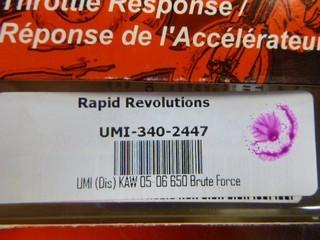 Throttle Response /
Réponse de l'Accélérateur
Rapid Revolutions
UMI-340-2447
UMI (Dis) KAW 05 06 650 Brute Force